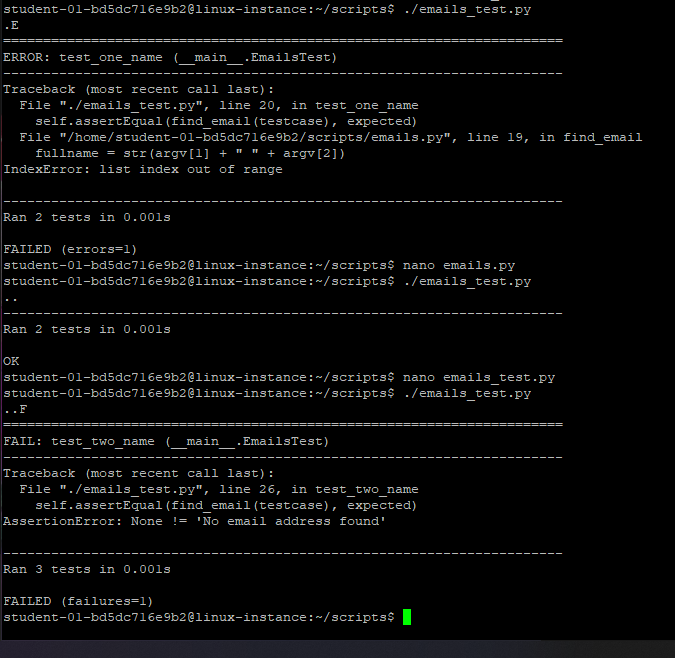 student-01-bd5dc716e9b2@linux-instance:~/scripts$ ./emails_test.py
.E
======================================================================
ERROR: test_one_name (__main__.EmailsTest)
----------------------------------------------------------------------
Traceback (most recent call last):
  File "./emails_test.py", line 20, in test_one_name
    self.assertEqual(find_email(testcase), expected)
  File "/home/student-01-bd5dc716e9b2/scripts/emails.py", line 19, in find_email
    fullname = str(argv[1] + " " + argv[2])
IndexError: list index out of range

----------------------------------------------------------------------
Ran 2 tests in 0.001s

FAILED (errors=1)
student-01-bd5dc716e9b2@linux-instance:~/scripts$ nano emails.py
student-01-bd5dc716e9b2@linux-instance:~/scripts$ ./emails_test.py
..
----------------------------------------------------------------------
Ran 2 tests in 0.001s

OK
student-01-bd5dc716e9b2@linux-instance:~/scripts$ nano emails_test.py
student-01-bd5dc716e9b2@linux-instance:~/scripts$ ./emails_test.py
..F
======================================================================
FAIL: test_two_name (__main__.EmailsTest)
----------------------------------------------------------------------
Traceback (most recent call last):
  File "./emails_test.py", line 26, in test_two_name
    self.assertEqual(find_email(testcase), expected)
AssertionError: None != 'No email address found'

----------------------------------------------------------------------
Ran 3 tests in 0.001s

FAILED (failures=1)
student-01-bd5dc716e9b2@linux-instance:~/scripts$